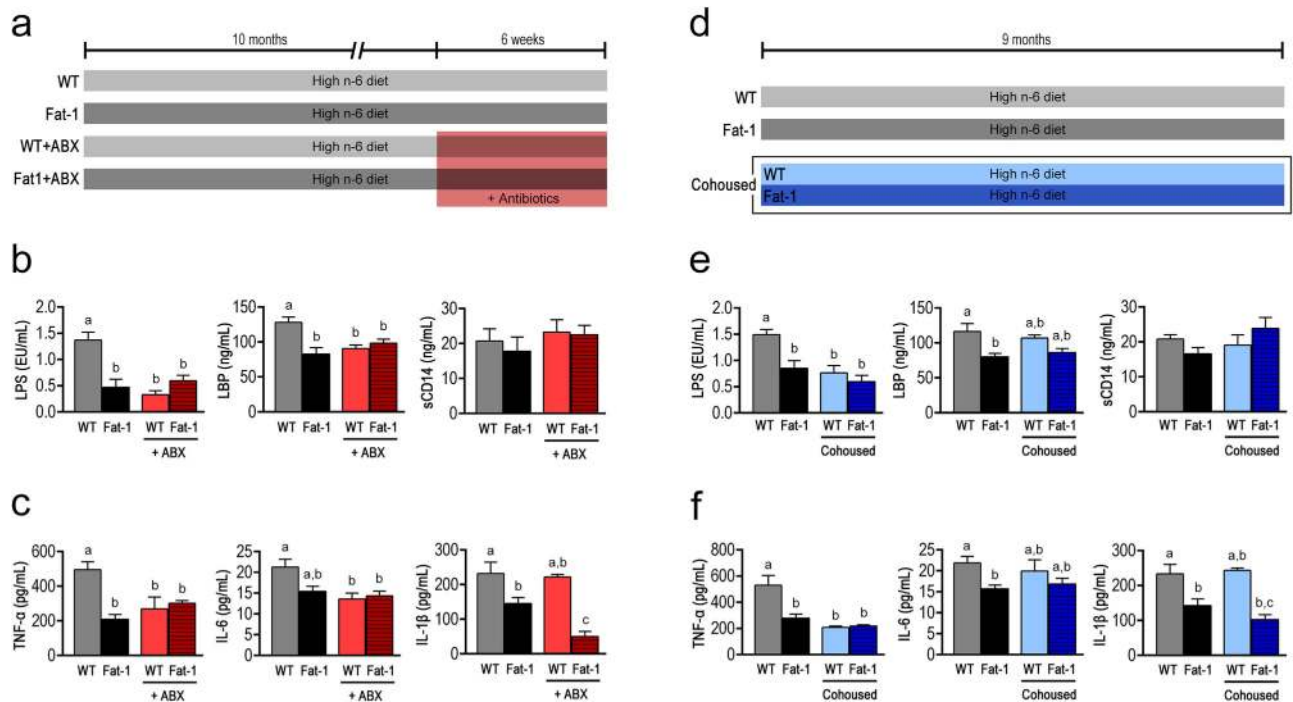 a
10 months
6 weeks
WT
High n-6 diet
Fat-1
High n-6 diet
WT+ABX
High n-6 diet
Fat1+ABX
High n-6 diet
+ Antibiotics
d
9 months
WT
High n-6 diet
Fat-1
High n-6 diet
Cohoused
WT
High n-6 diet
Fat-1
High n-6 diet
b
LPS (EU/mL)
2.0
1.5
1.0
0.5
0.0
a
b
b
b
WT Fat-1 WT Fat-1
+ ABX
LBP (ng/mL)
150
100
50
0
a
b
b
b
WT Fat-1 WT Fat-1
+ ABX
sCD14 (ng/mL)
30
20
10
0
WT Fat-1 WT Fat-1
+ ABX
e
LPS (EU/mL)
2.0
1.5
1.0
0.5
0.0
a
b
b
b
WT Fat-1 WT Fat-1
Cohoused
LBP (ng/mL)
150
100
50
0
a
b
a,b
a,b
WT Fat-1 WT Fat-1
Cohoused
sCD14 (ng/mL)
30
20
10
0
WT Fat-1 WT Fat-1
Cohoused
c
TNF-α (pg/mL)
600
400
200
0
a
b
b
b
WT Fat-1 WT Fat-1
+ ABX
IL-6 (pg/mL)
25
20
15
10
5
0
a
a,b
b
b
WT Fat-1 WT Fat-1
+ ABX
IL-1β (pg/mL)
300
200
100
0
a
b
a,b
c
WT Fat-1 WT Fat-1
+ ABX
f
TNF-α (pg/mL)
800
600
400
200
0
a
b
b
b
WT Fat-1 WT Fat-1
Cohoused
IL-6 (pg/mL)
25
20
15
10
5
0
a
b
a,b
a,b
WT Fat-1 WT Fat-1
Cohoused
IL-1β (pg/mL)
300
200
100
0
a
b
a,b
b,c
WT Fat-1 WT Fat-1
Cohoused